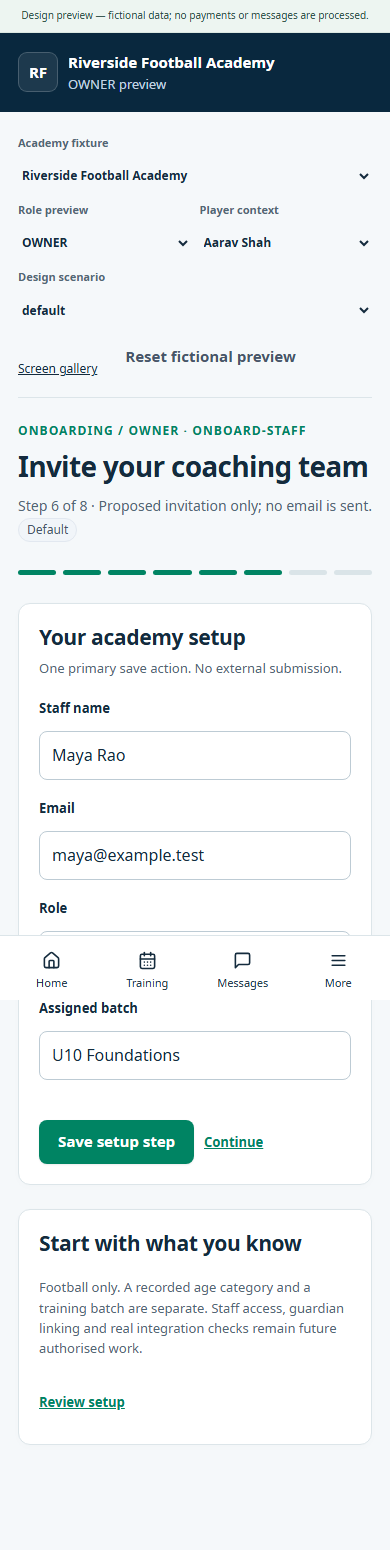 Design preview — fictional data; no payments or messages are processed.
RF
Riverside Football Academy
OWNER preview
Academy fixture
Riverside Football Academy
Role preview
Player context
OWNER
Aarav Shah
Design scenario
default
Screen gallery
Reset fictional preview
ONBOARDING / OWNER · ONBOARD-STAFF
Invite your coaching team
Step 6 of 8 · Proposed invitation only; no email is sent.
Default
Your academy setup
One primary save action. No external submission.
Staff name
Maya Rao
Email
maya@example.test
Role
Home
Training
Messages
More
Assigned batch
U10 Foundations
Save setup step
Continue
Start with what you know
Football only. A recorded age category and a
training batch are separate. Staff access, guardian
linking and real integration checks remain future
authorised work.
Review setup